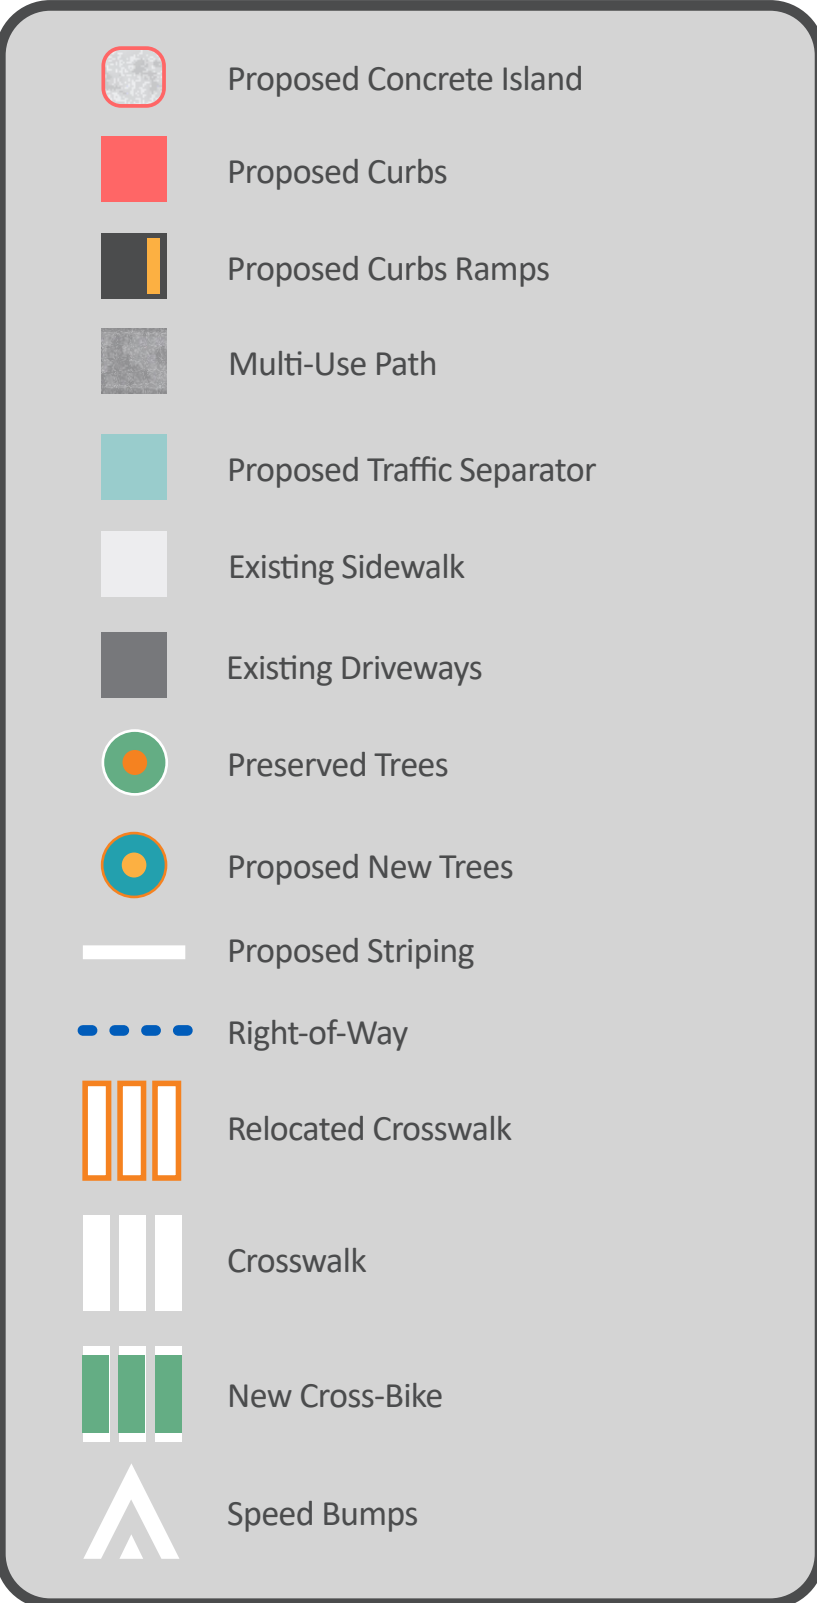 Proposed Concrete Island
Proposed Curbs
Proposed Curbs Ramps
Multi-Use Path
Proposed Traffic Separator
Existing Sidewalk
Existing Driveways
Preserved Trees
Proposed New Trees
Proposed Striping
Right-of-Way
Relocated Crosswalk
Crosswalk
New Cross-Bike
Speed Bumps